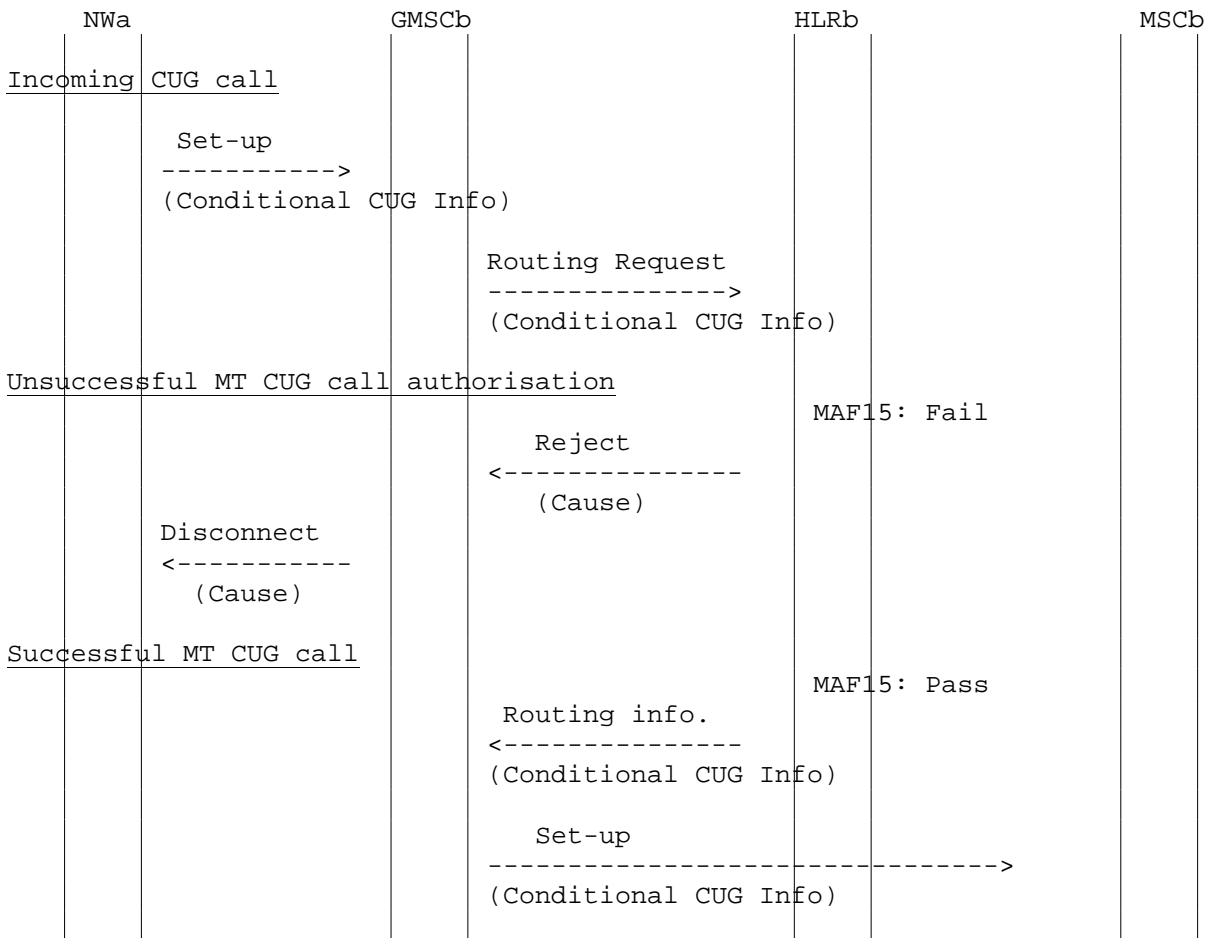 NWa GMSCb HLRb MSCb
Incoming CUG call
Set-up
----------->
(Conditional CUG Info)
Routing Request
--------------->
(Conditional CUG Info)
Unsuccessful MT CUG call authorisation
MAF15: Fail
Reject
<---------------
(Cause)
Disconnect
<-----------
(Cause)
Successful MT CUG call
MAF15: Pass
Routing info.
<---------------
(Conditional CUG Info)
Set-up
-------------------------------->
(Conditional CUG Info)